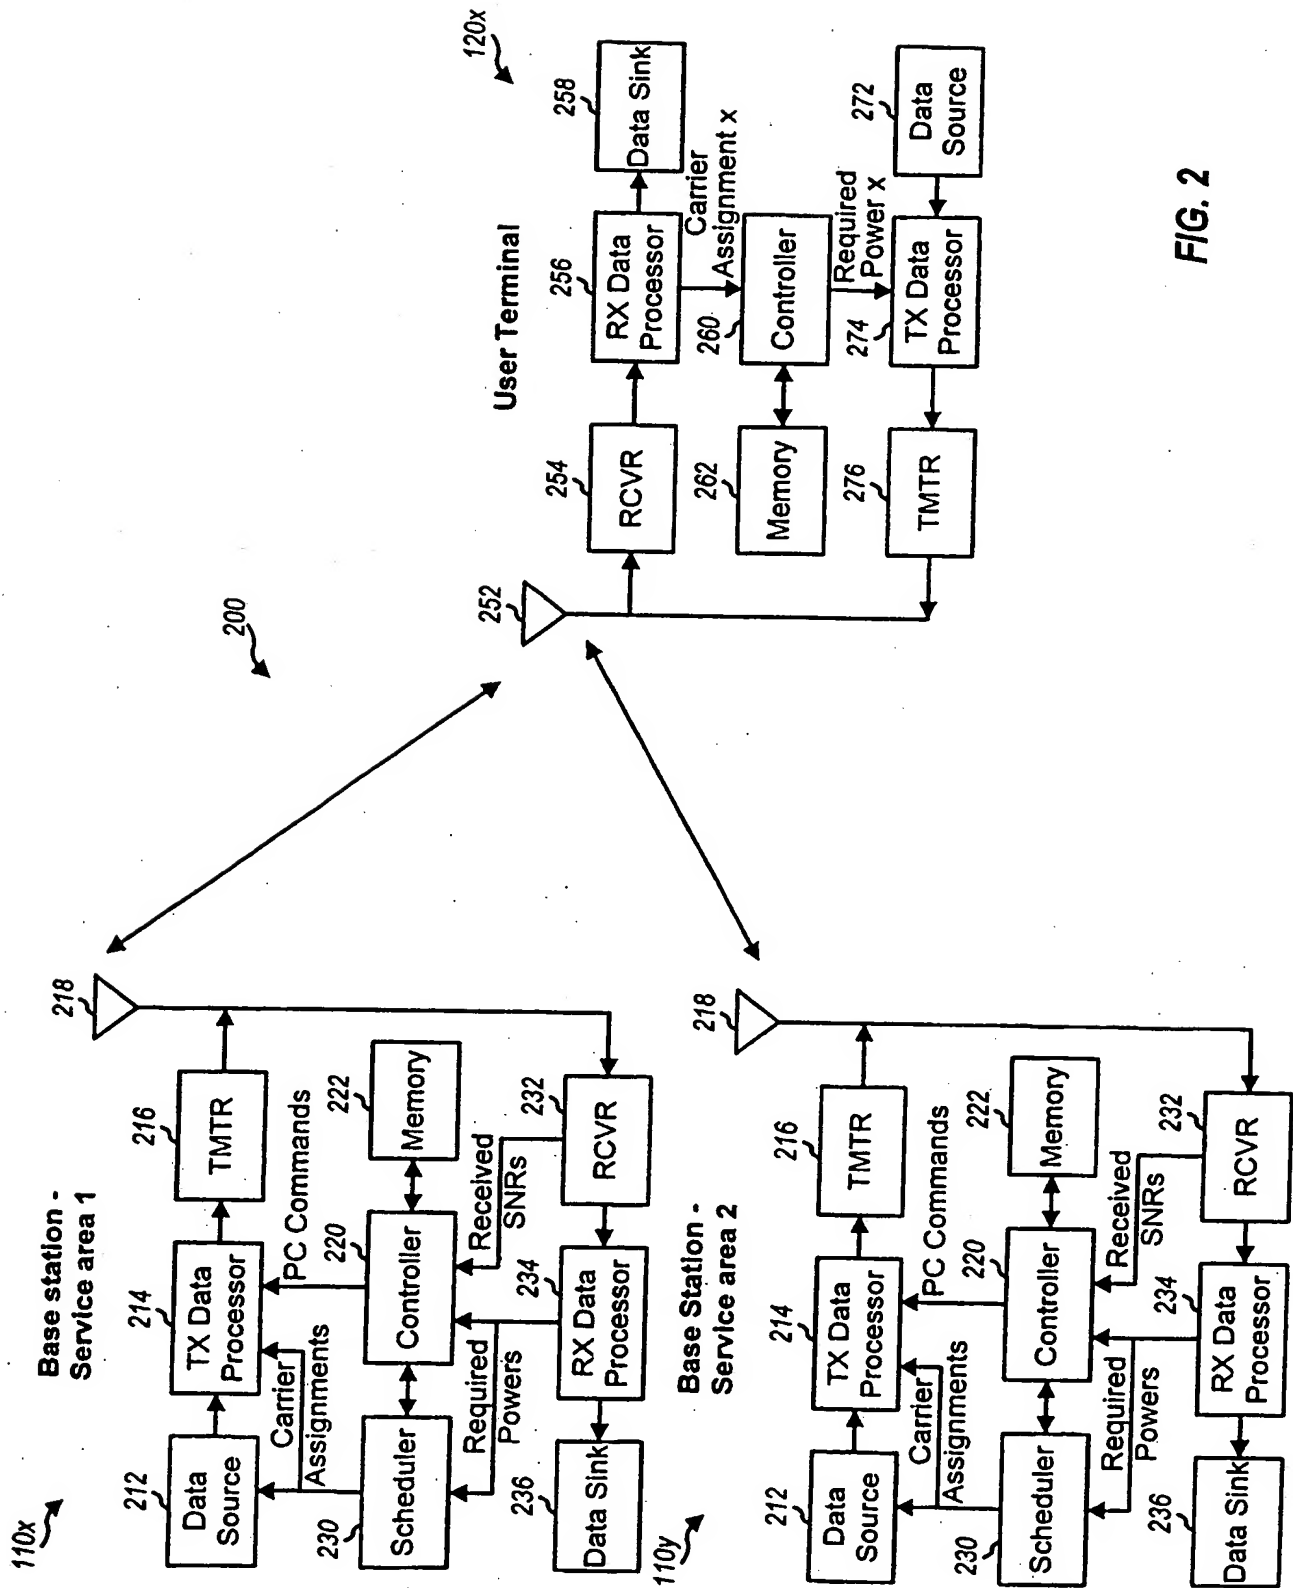 110x
Base station -
Service area 1
212
Data
Source
214
TX Data
Processor
216
TMTR
218
Carrier
Assignments
PC Commands
230
Scheduler
220
Controller
222
Memory
Required
Powers
Received
SNRs
236
Data Sink
234
RX Data
Processor
232
RCVR
110y
Base Station -
Service area 2
212
Data
Source
214
TX Data
Processor
216
TMTR
218
Carrier
Assignments
PC Commands
230
Scheduler
220
Controller
222
Memory
Required
Powers
Received
SNRs
236
Data Sink
234
RX Data
Processor
232
RCVR
200
120x
User Terminal
252
254
RCVR
256
RX Data
Processor
258
Data Sink
Carrier
Assignment x
262
Memory
260
Controller
Required
Power x
276
TMTR
274
TX Data
Processor
272
Data
Source
FIG. 2